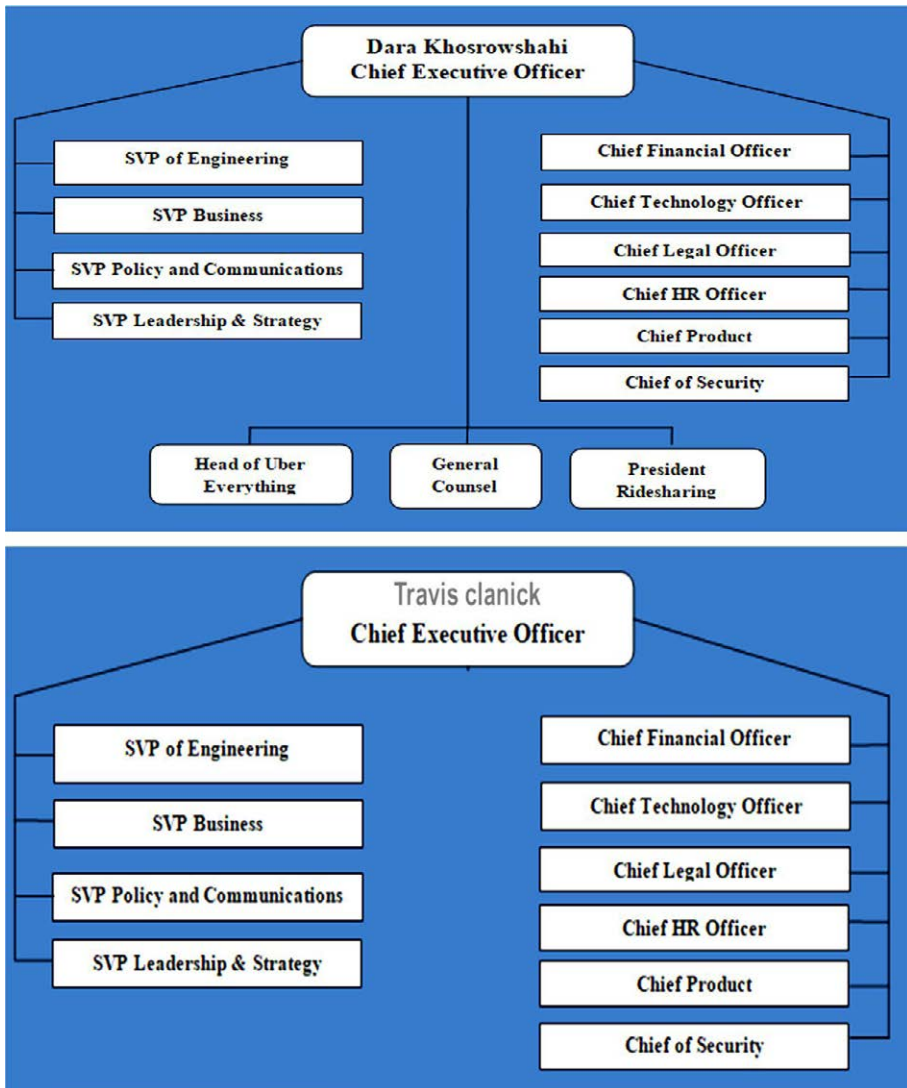 Dara Khosrowshahi
Chief Executive Officer
SVP of Engineering
SVP Business
SVP Policy and Communications
SVP Leadership & Strategy
Chief Financial Officer
Chief Technology Officer
Chief Legal Officer
Chief HR Officer
Chief Product
Chief of Security
Head of Uber
Everything
General
Counsel
President
Ridesharing
Travis clanick
Chief Executive Officer
SVP of Engineering
SVP Business
SVP Policy and Communications
SVP Leadership & Strategy
Chief Financial Officer
Chief Technology Officer
Chief Legal Officer
Chief HR Officer
Chief Product
Chief of Security